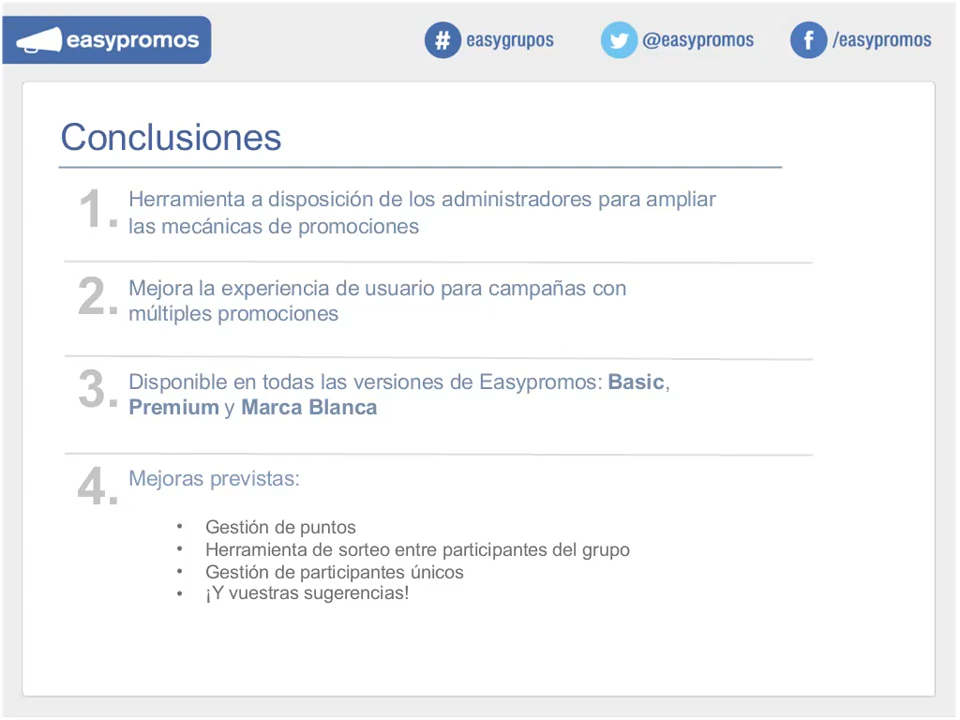 easypromos
# easygrupos
@easypromos
f /easypromos
Conclusiones
1. Herramienta a disposición de los administradores para ampliar
las mecánicas de promociones
2. Mejora la experiencia de usuario para campañas con
múltiples promociones
3. Disponible en todas las versiones de Easypromos: Basic,
Premium y Marca Blanca
4. Mejoras previstas:
• Gestión de puntos
• Herramienta de sorteo entre participantes del grupo
• Gestión de participantes únicos
• ¡Y vuestras sugerencias!